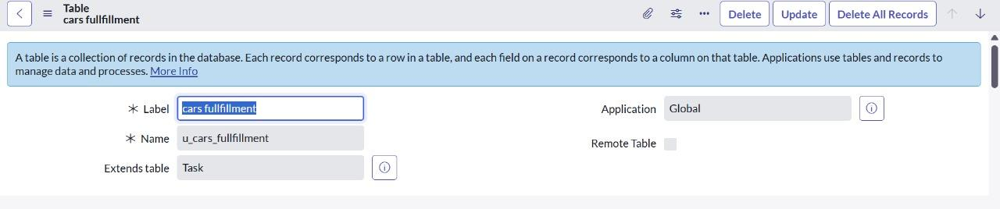 Table
cars fullfillment
Delete
Update
Delete All Records
A table is a collection of records in the database. Each record corresponds to a row in a table, and each field on a record corresponds to a column on that table. Applications use tables and records to
manage data and processes. More Info
Label
cars fullfillment
Application
Global
Name
u_cars_fullfillment
Remote Table
Extends table
Task